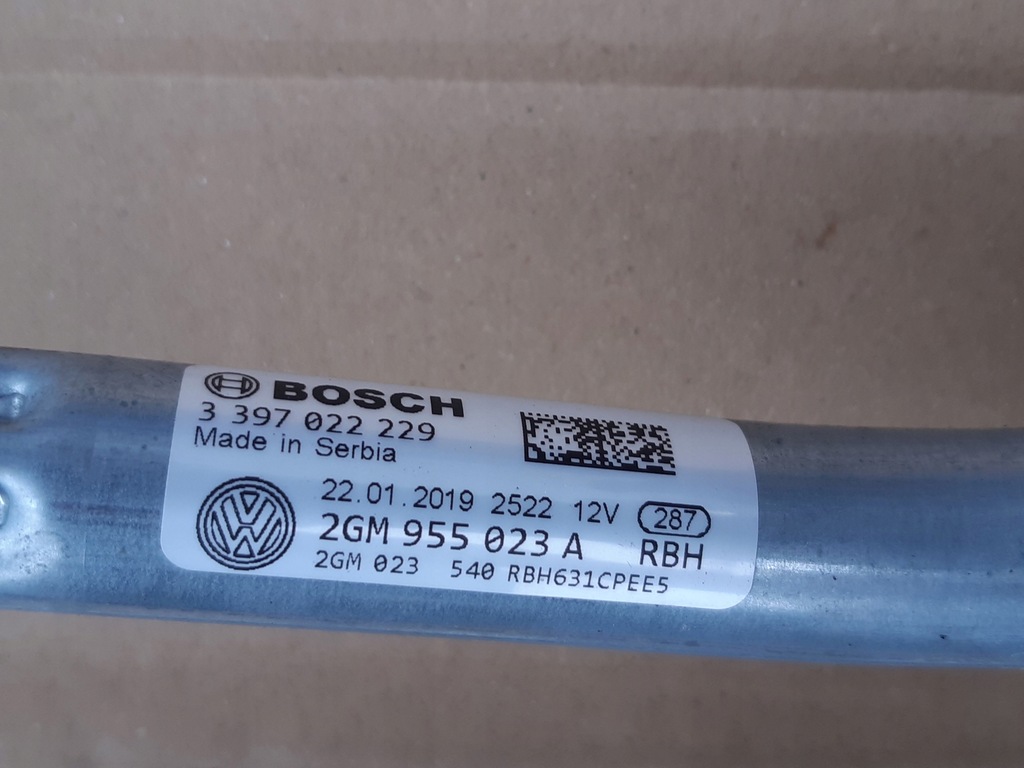 BOSCH
3 397 022 229
Made in Serbia
22.01.2019 2522 12V 287
2GM 955 023 A RBH
2GM 023 540 RBH631CPEE5